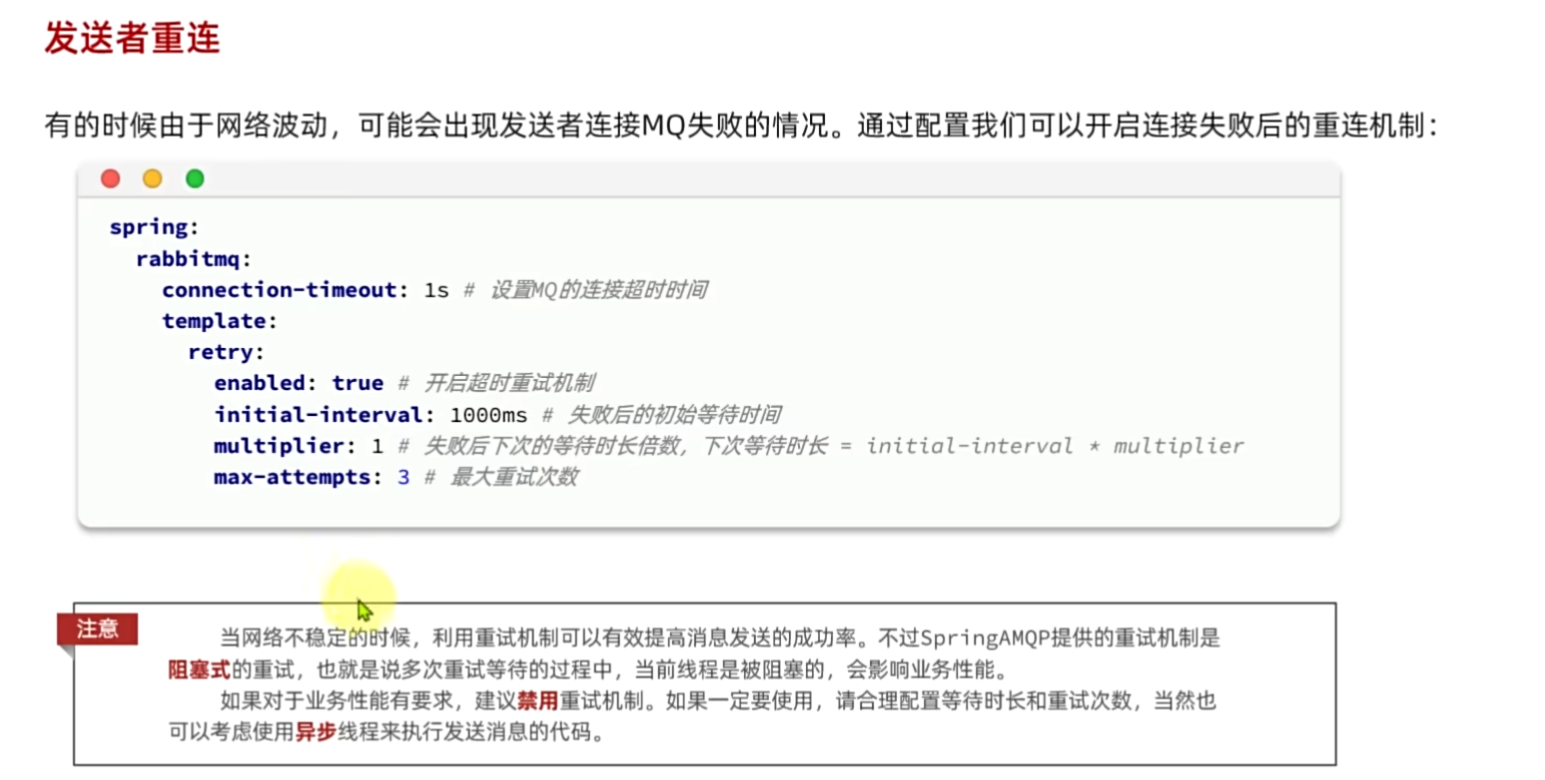 发送者重连
有的时候由于网络波动，可能会出现发送者连接MQ失败的情况。通过配置我们可以开启连接失败后的重连机制：
spring:
  rabbitmq:
    connection-timeout: 1s # 设置MQ的连接超时时间
    template:
      retry:
        enabled: true # 开启超时重试机制
        initial-interval: 1000ms # 失败后的初始等待时间
        multiplier: 1 # 失败后下次的等待时长倍数，下次等待时长 = initial-interval * multiplier
        max-attempts: 3 # 最大重试次数
注意
当网络不稳定的时候，利用重试机制可以有效提高消息发送的成功率。不过SpringAMQP提供的重试机制是
阻塞式的重试，也就是说多次重试等待的过程中，当前线程是被阻塞的，会影响业务性能。
如果对于业务性能有要求，建议禁用重试机制。如果一定要使用，请合理配置等待时长和重试次数，当然也
可以考虑使用异步线程来执行发送消息的代码。